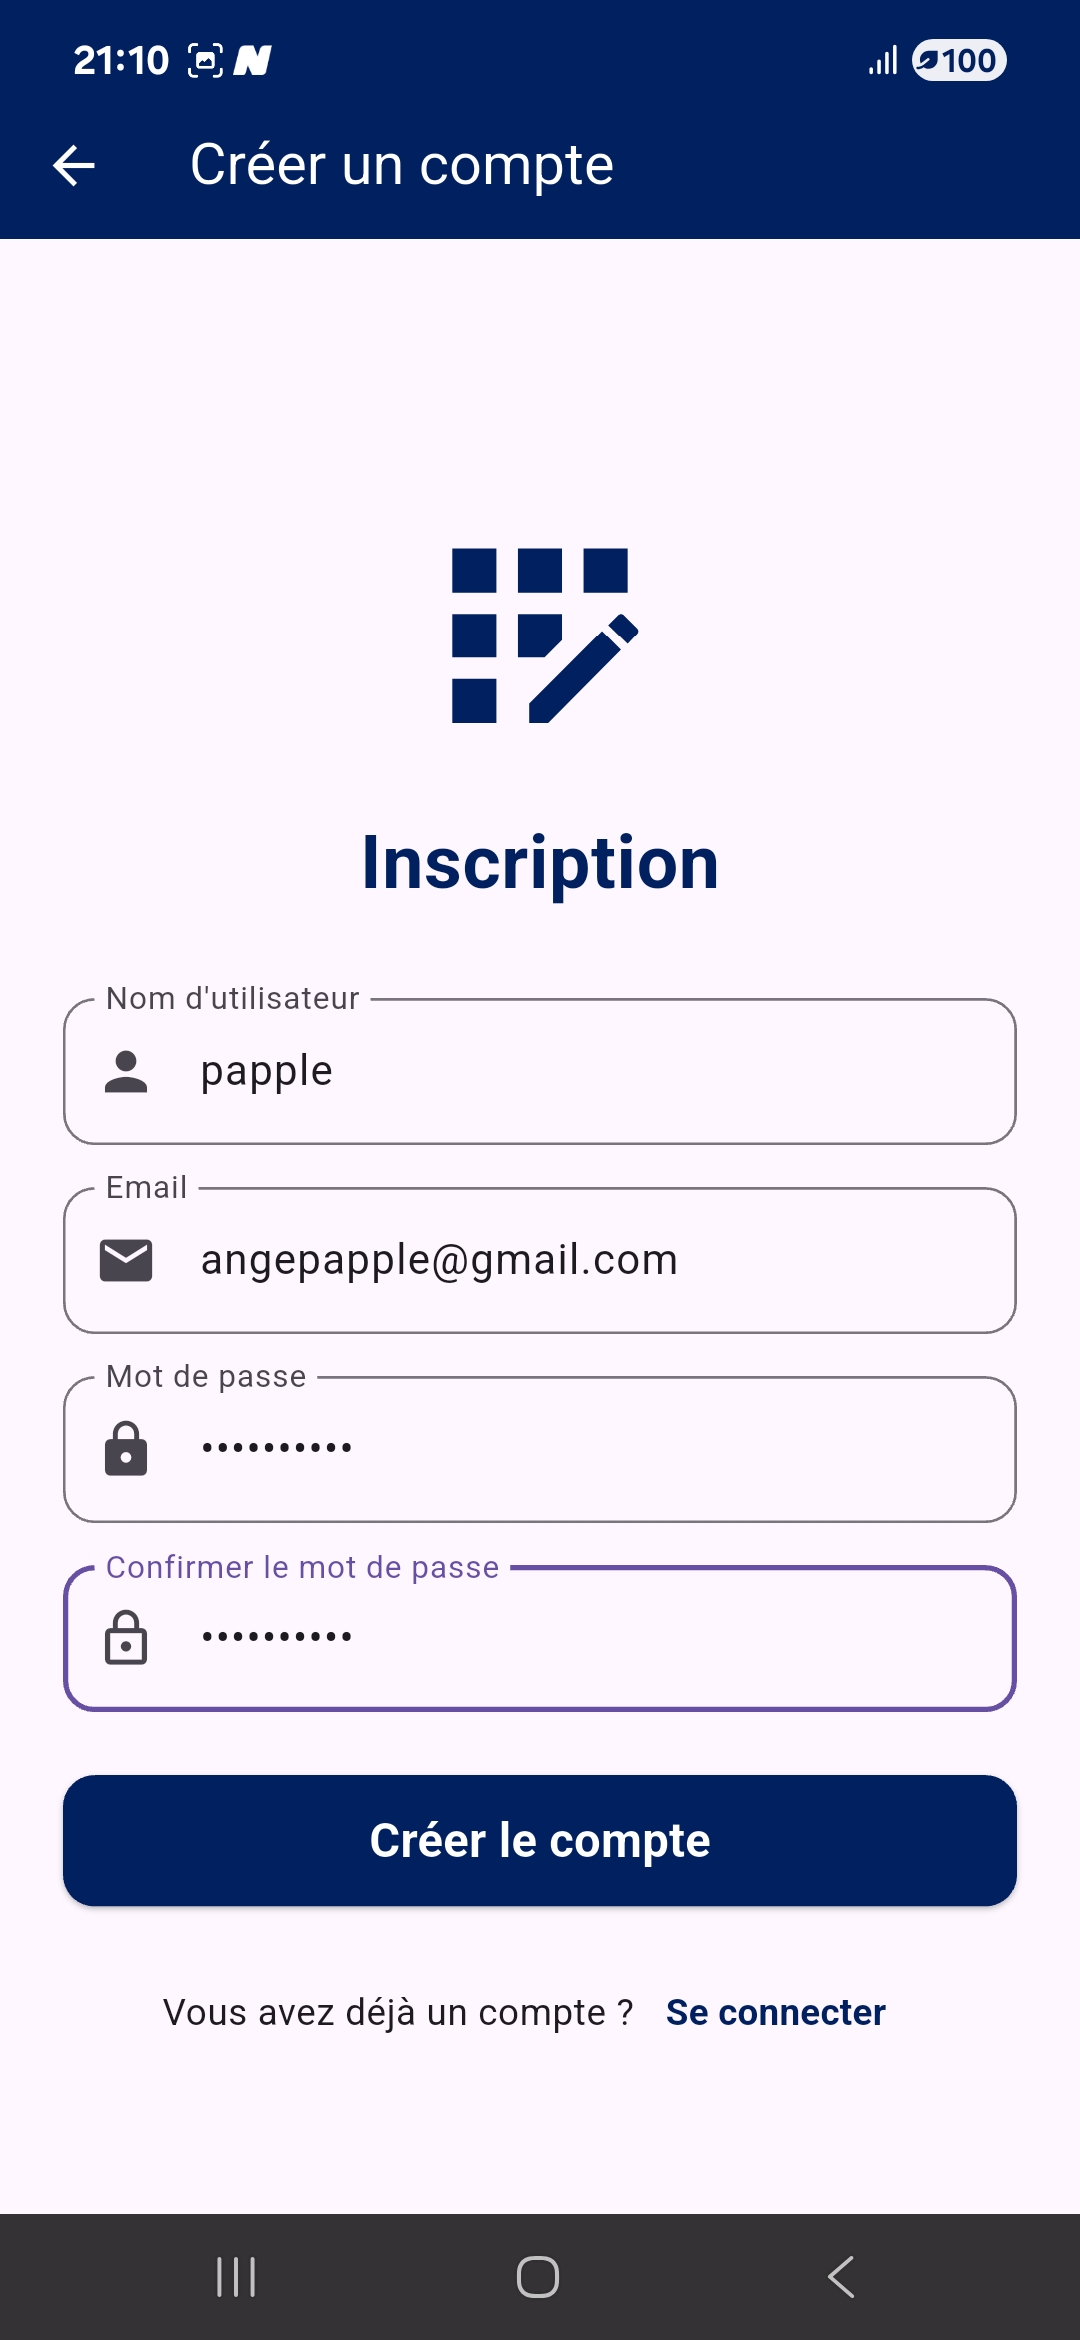 21:10
100
Créer un compte
Inscription
Nom d'utilisateur
papple
Email
angepapple@gmail.com
Mot de passe
••••••••••
Confirmer le mot de passe
••••••••••
Créer le compte
Vous avez déjà un compte ? Se connecter